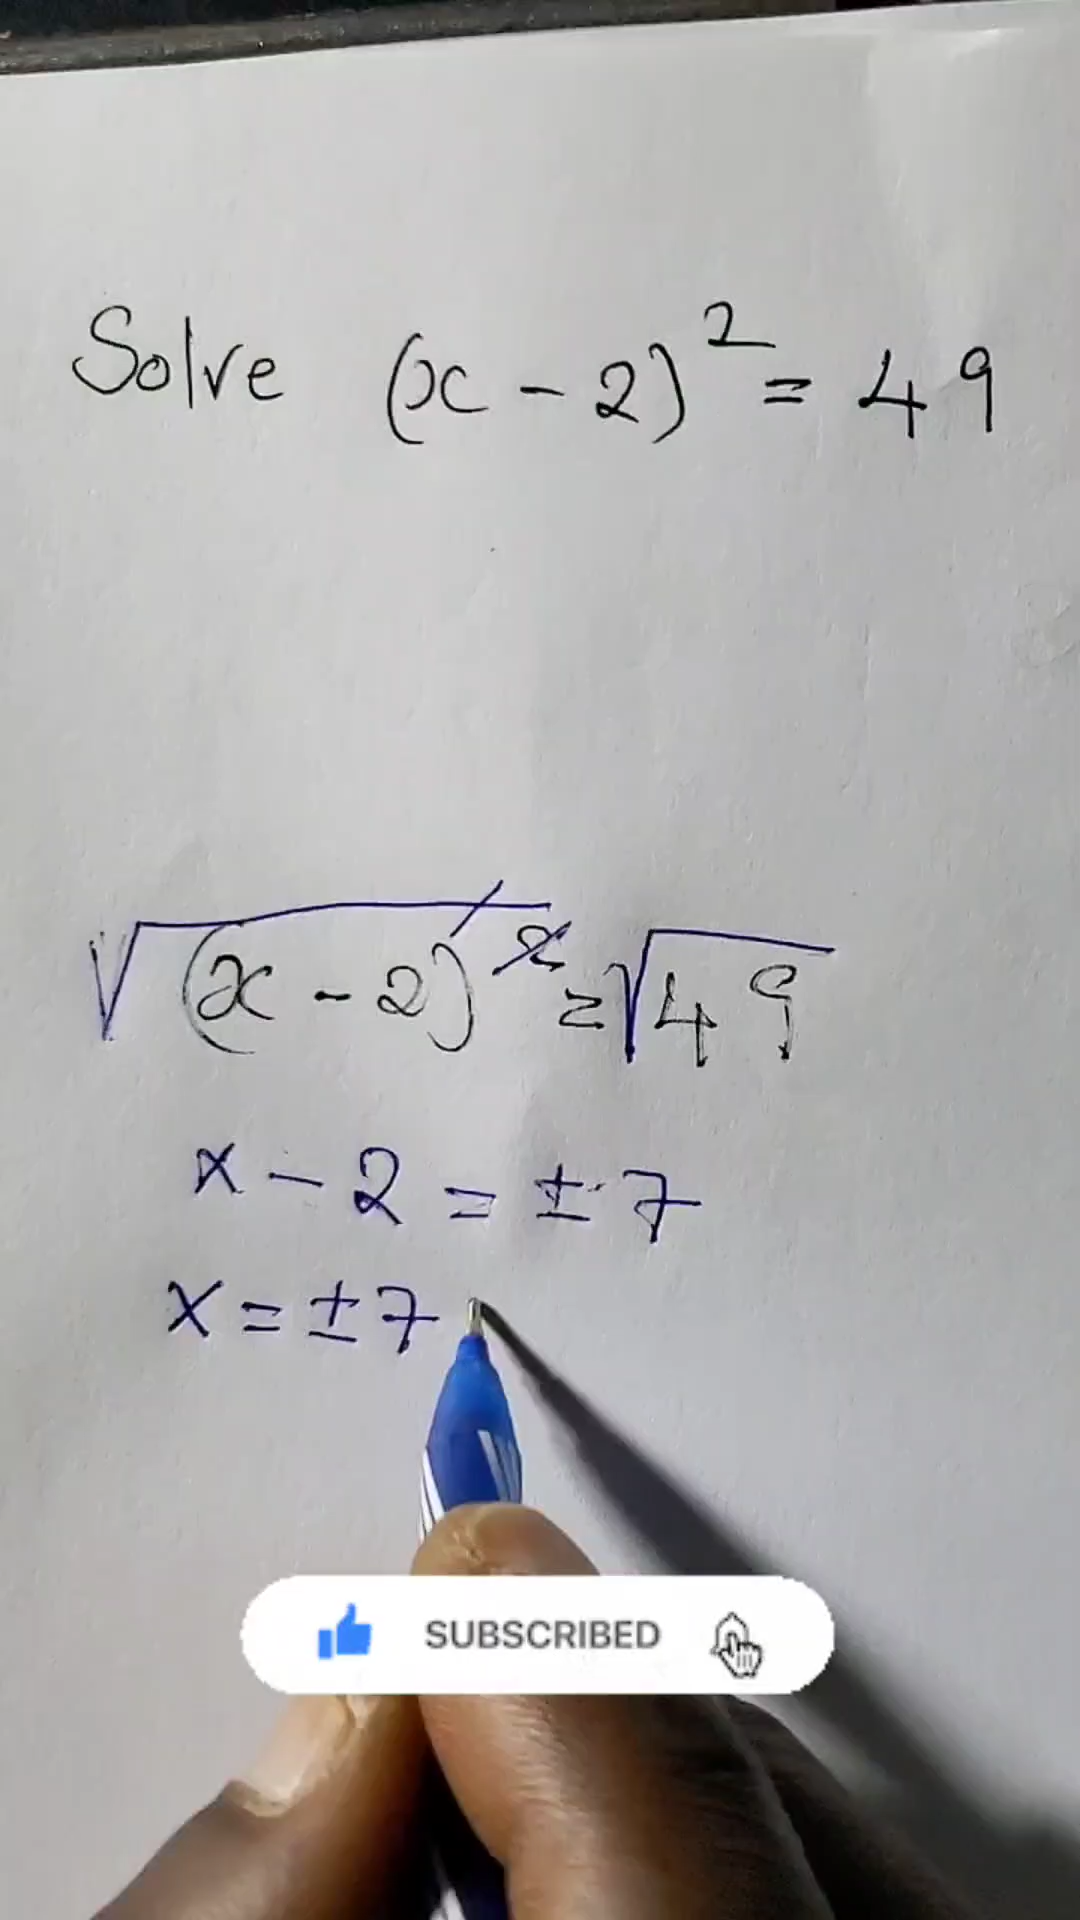 Solve (x - 2)² = 49
√(x - 2)² = √49
x - 2 = ± 7
x = ± 7
SUBSCRIBED